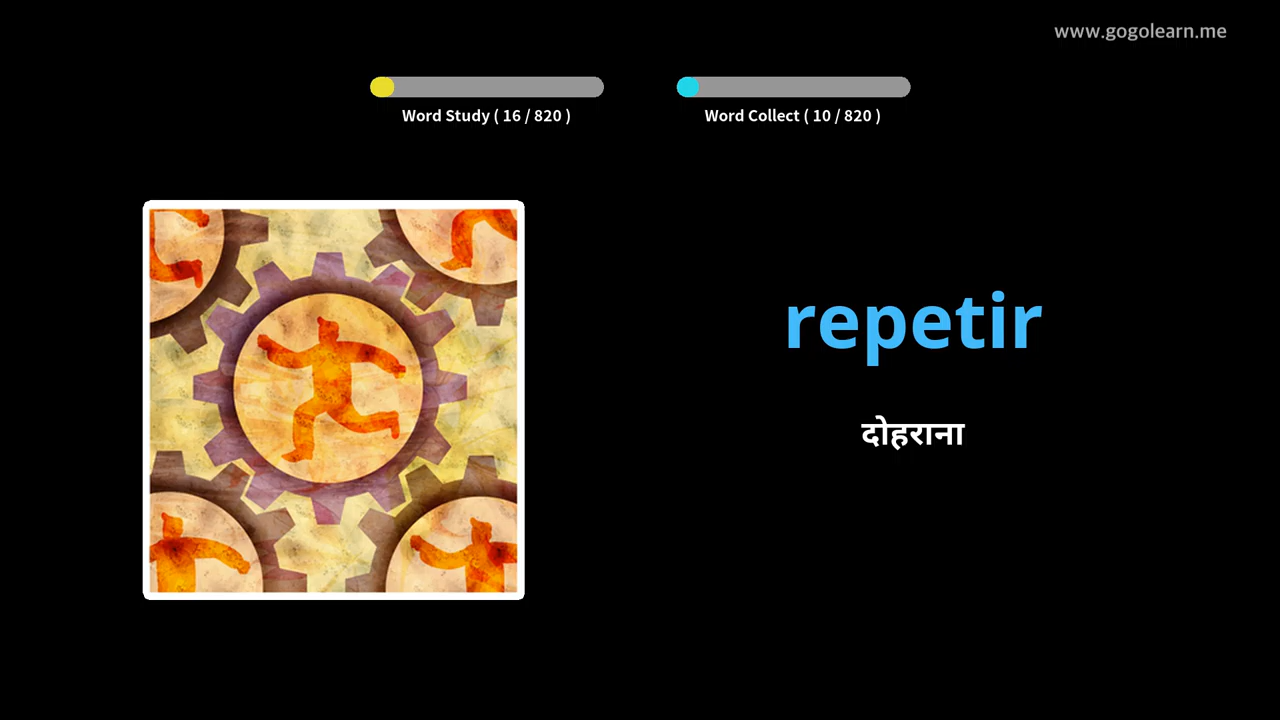 www.gogolearn.me
Word Study ( 16 / 820 )
Word Collect ( 10 / 820 )
repetir
दोहराना